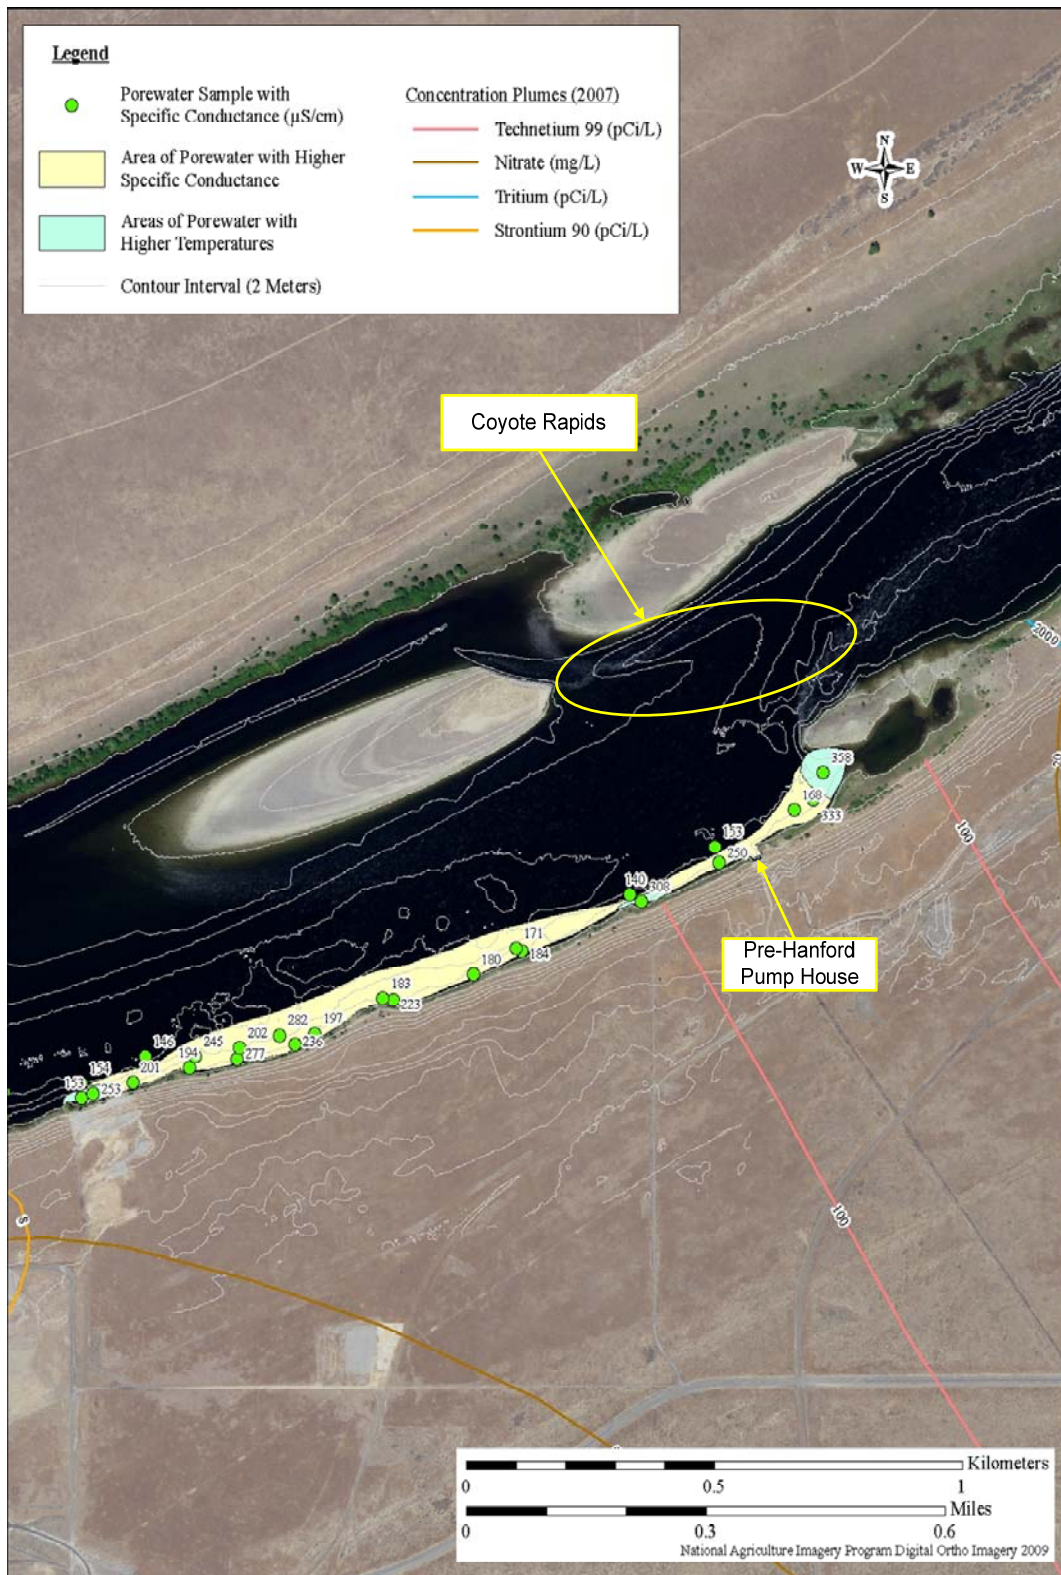 Legend
Porewater Sample with
Specific Conductance (µS/cm)
Area of Porewater with Higher
Specific Conductance
Areas of Porewater with
Higher Temperatures
Contour Interval (2 Meters)
Concentration Plumes (2007)
Technetium 99 (pCi/L)
Nitrate (mg/L)
Tritium (pCi/L)
Strontium 90 (pCi/L)
N
W E
S
Coyote Rapids
2000
358
168
333
100
153
250
140
308
Pre-Hanford
Pump House
171
184
180
183
223
197
282
236
202
277
245
194
146
201
154
153
253
100
8
Kilometers
0 0.5 1
Miles
0 0.3 0.6
National Agriculture Imagery Program Digital Ortho Imagery 2009